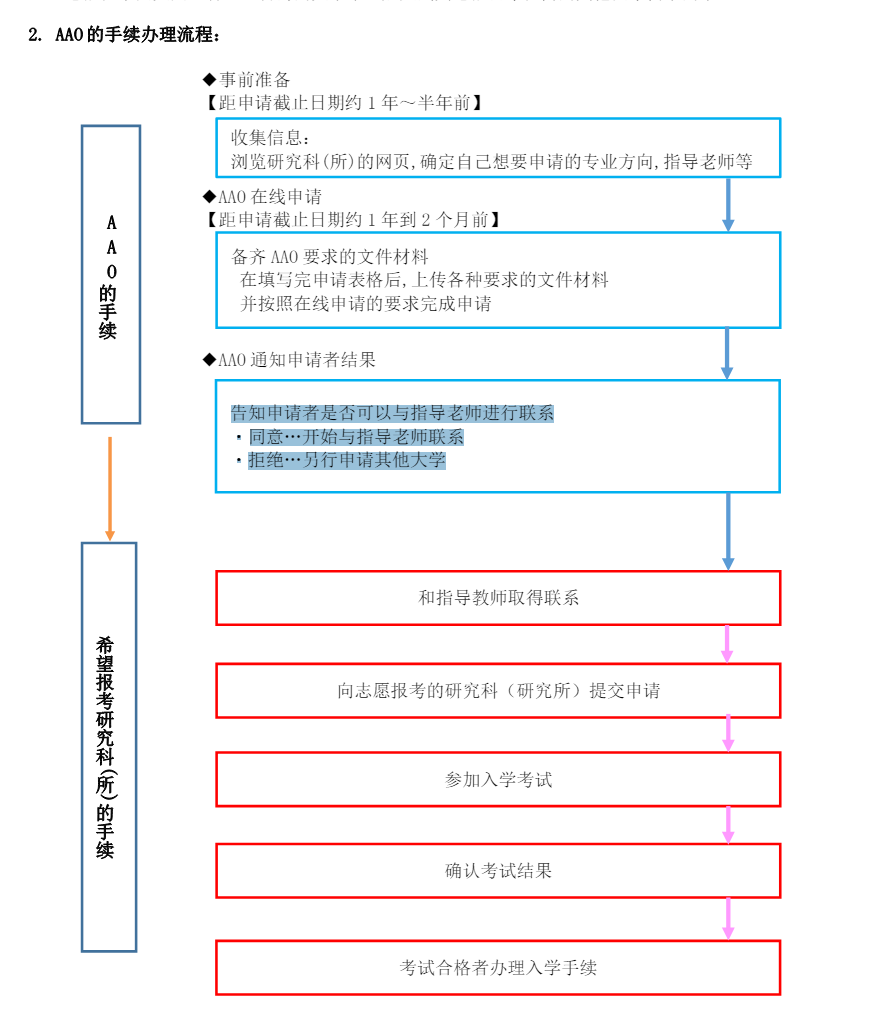 2. AAO的手续办理流程:
◆事前准备
【距申请截止日期约1年～半年前】
收集信息:
浏览研究科(所)的网页,确定自己想要申请的专业方向,指导老师等
◆AAO在线申请
【距申请截止日期约1年到2个月前】
备齐AAO要求的文件材料
在填写完申请表格后,上传各种要求的文件材料
并按照在线申请的要求完成申请
◆AAO通知申请者结果
告知申请者是否可以与指导老师进行联系
・同意…开始与指导老师联系
・拒绝…另行申请其他大学
AAO的手续
和指导教师取得联系
向志愿报考的研究科（研究所）提交申请
参加入学考试
确认考试结果
考试合格者办理入学手续
希望报考研究科(所)的手续